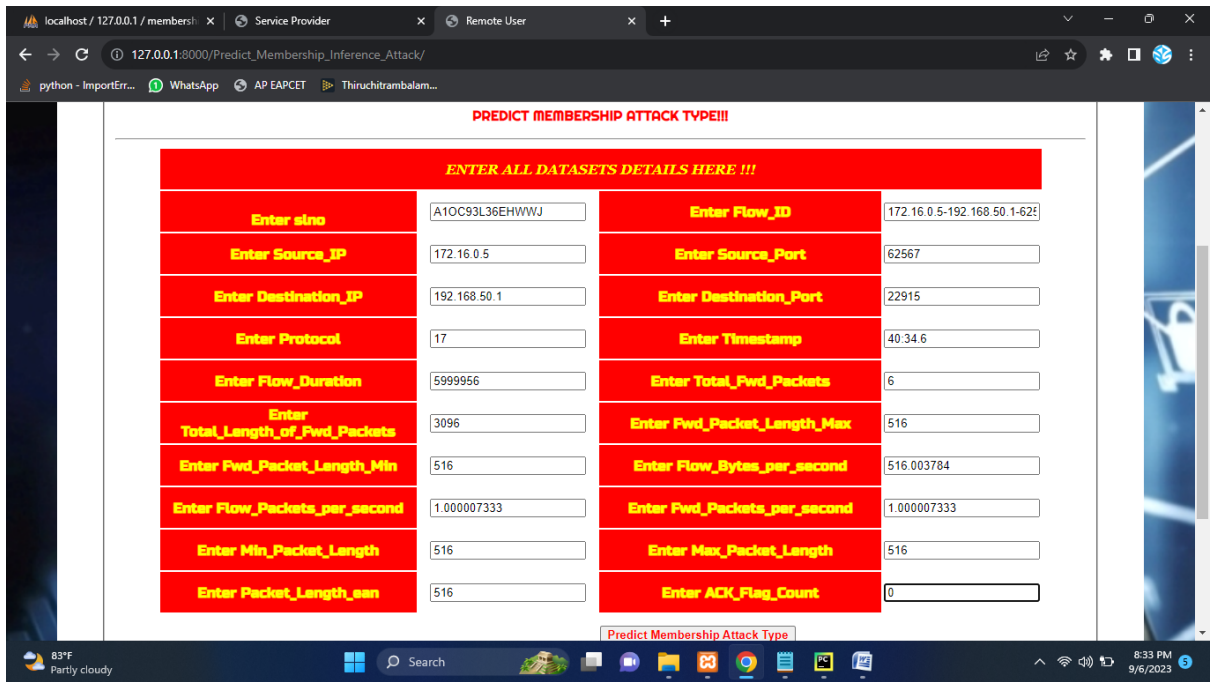 localhost / 127.0.0.1 / membersh
Service Provider
Remote User
127.0.0.1:8000/Predict_Membership_Inference_Attack/
python - ImportErr...
WhatsApp
AP EAPCET
Thiruchitrambalam...
PREDICT MEMBERSHIP ATTACK TYPE!!!
ENTER ALL DATASETS DETAILS HERE !!!
Enter slno
A1OC93L36EHWWJ
Enter Flow_ID
172.16.0.5-192.168.50.1-625
Enter Source_IP
172.16.0.5
Enter Source_Port
62567
Enter Destination_IP
192.168.50.1
Enter Destination_Port
22915
Enter Protocol
17
Enter Timestamp
40:34.6
Enter Flow_Duration
5999956
Enter Total_Fwd_Packets
6
Enter
Total_Length_of_Fwd_Packets
3096
Enter Fwd_Packet_Length_Max
516
Enter Fwd_Packet_Length_Min
516
Enter Flow_Bytes_per_second
516.003784
Enter Flow_Packets_per_second
1.000007333
Enter Fwd_Packets_per_second
1.000007333
Enter Min_Packet_Length
516
Enter Max_Packet_Length
516
Enter Packet_Length_ean
516
Enter ACK_Flag_Count
0
Predict Membership Attack Type
83°F
Partly cloudy
Search
PC
8:33 PM
9/6/2023
5